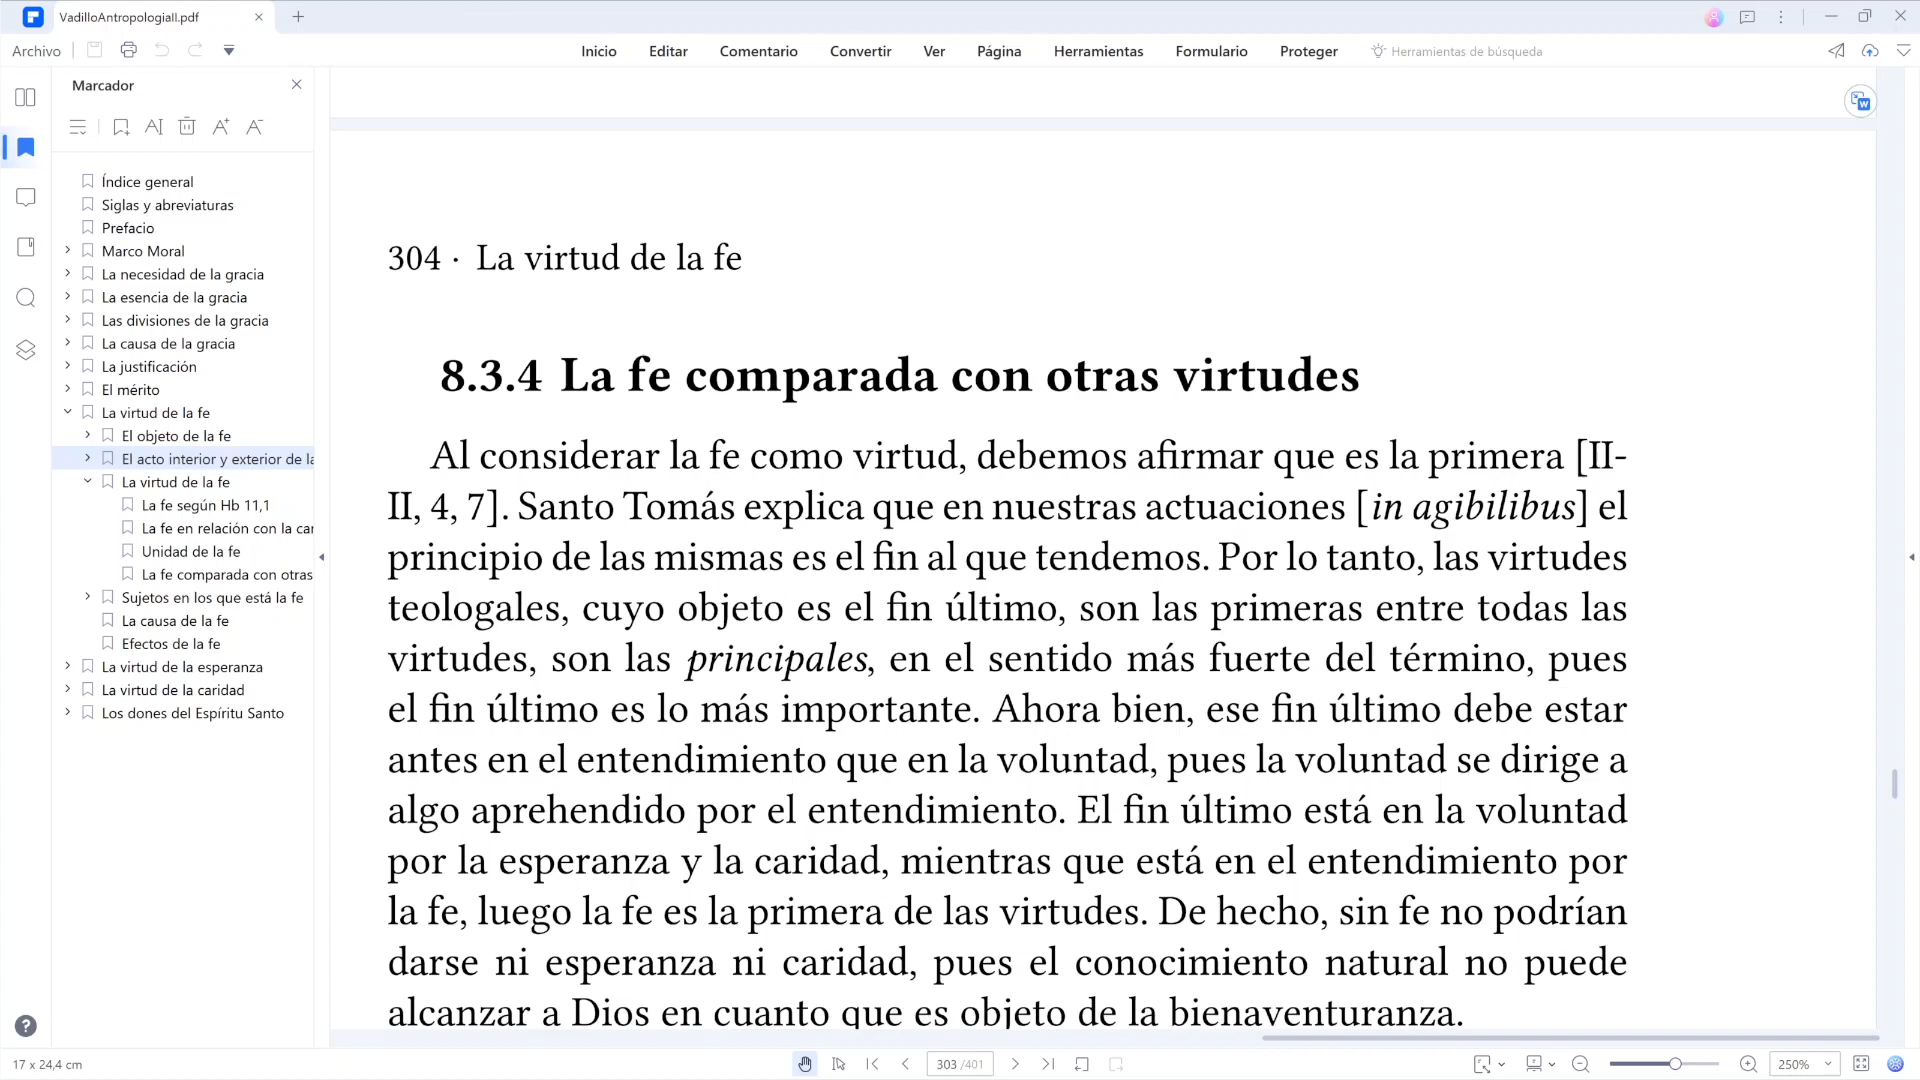 VadilloAntropologiaII.pdf
Archivo
Inicio
Editar
Comentario
Convertir
Ver
Página
Herramientas
Formulario
Proteger
Herramientas de búsqueda
Marcador
Índice general
Siglas y abreviaturas
Prefacio
Marco Moral
La necesidad de la gracia
La esencia de la gracia
Las divisiones de la gracia
La causa de la gracia
La justificación
El mérito
La virtud de la fe
El objeto de la fe
El acto interior y exterior de la
La virtud de la fe
La fe según Hb 11,1
La fe en relación con la car
Unidad de la fe
La fe comparada con otras
Sujetos en los que está la fe
La causa de la fe
Efectos de la fe
La virtud de la esperanza
La virtud de la caridad
Los dones del Espíritu Santo
304 · La virtud de la fe
8.3.4 La fe comparada con otras virtudes
Al considerar la fe como virtud, debemos afirmar que es la primera [II-
II, 4, 7]. Santo Tomás explica que en nuestras actuaciones [in agibilibus] el
principio de las mismas es el fin al que tendemos. Por lo tanto, las virtudes
teologales, cuyo objeto es el fin último, son las primeras entre todas las
virtudes, son las principales, en el sentido más fuerte del término, pues
el fin último es lo más importante. Ahora bien, ese fin último debe estar
antes en el entendimiento que en la voluntad, pues la voluntad se dirige a
algo aprehendido por el entendimiento. El fin último está en la voluntad
por la esperanza y la caridad, mientras que está en el entendimiento por
la fe, luego la fe es la primera de las virtudes. De hecho, sin fe no podrían
darse ni esperanza ni caridad, pues el conocimiento natural no puede
alcanzar a Dios en cuanto que es objeto de la bienaventuranza.
17 x 24,4 cm
303 /401
250%